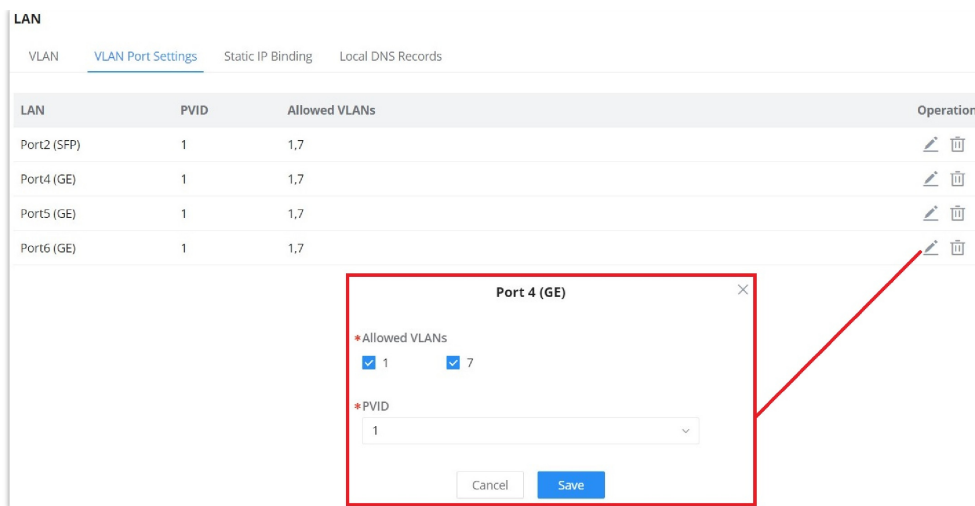 LAN
VLAN VLAN Port Settings Static IP Binding Local DNS Records
LAN PVID Allowed VLANs Operation
Port2 (SFP) 1 1,7
Port4 (GE) 1 1,7
Port5 (GE) 1 1,7
Port6 (GE) 1 1,7
Port 4 (GE)
*Allowed VLANs
1 7
*PVID
1
Cancel Save